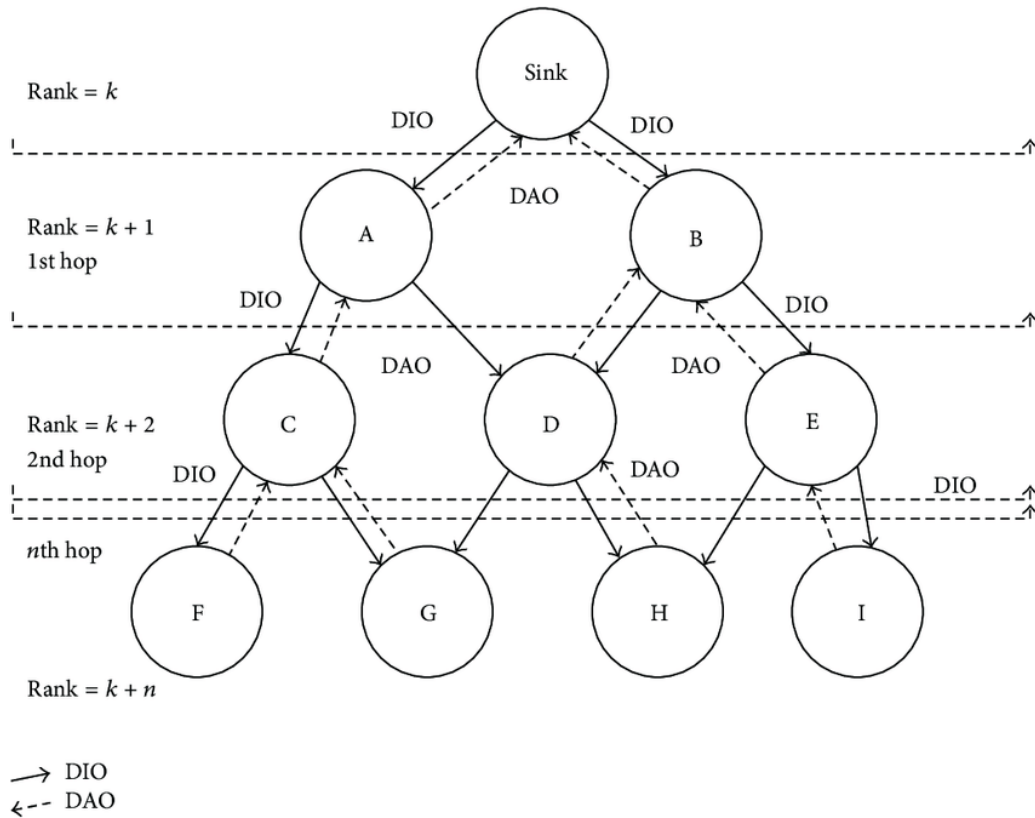 Sink
Rank = k
DIO
DIO
DAO
Rank = k + 1
1st hop
A
B
DIO
DIO
DAO
DAO
Rank = k + 2
2nd hop
C
D
E
DIO
DAO
DIO
nth hop
F
G
H
I
Rank = k + n
DIO
DAO